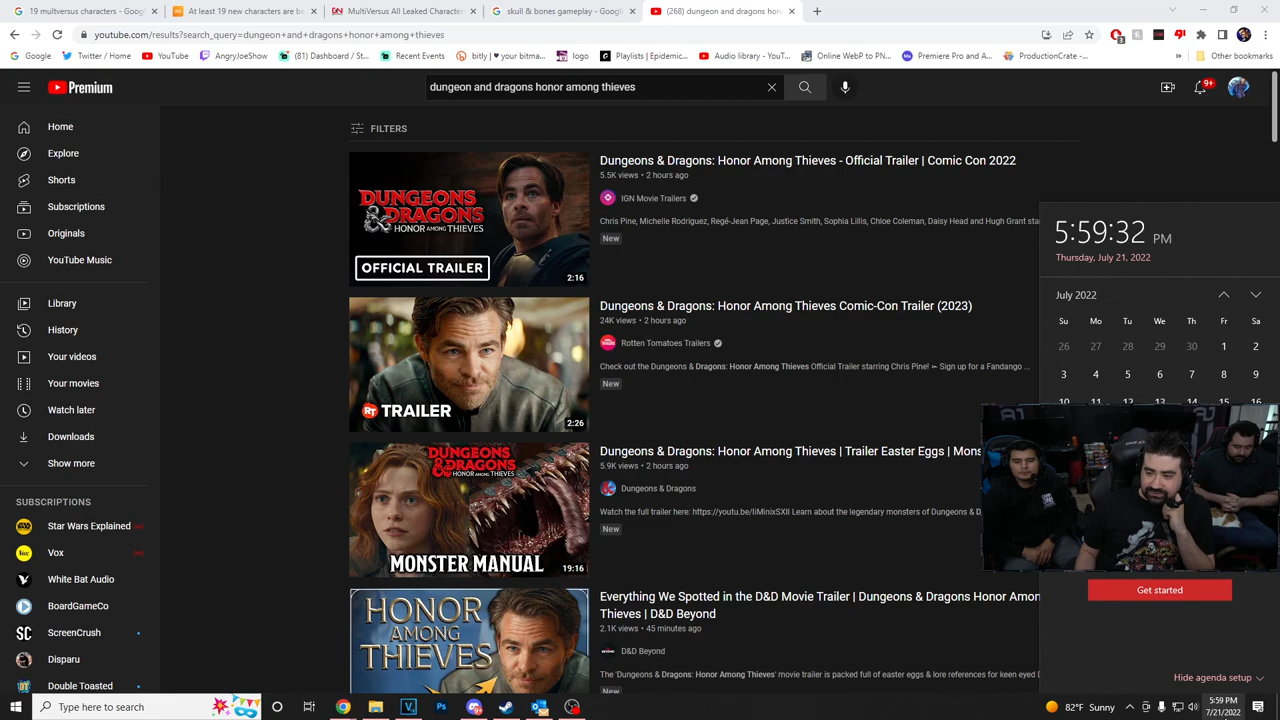 19 multversus characters - Googl
At least 19 new characters are b
MultiVersus All Leaked Character
skull & bones gameplay - Google
(268) dungeon and dragons hon
youtube.com/results?search_query=dungeon+and+dragons+honor+among+thieves
3
Google
Twitter / Home
YouTube
AngryJoeShow
(81) Dashboard / St...
Recent Events
bitly | ♥ your bitma...
logo
Playlists | Epidemic...
Audio library - YouT...
Online WebP to PN...
Premiere Pro and A...
ProductionCrate -...
»
Other bookmarks
Premium
dungeon and dragons honor among thieves
9+
Home
Explore
Shorts
Subscriptions
Originals
YouTube Music
Library
History
Your videos
Your movies
Watch later
Downloads
Show more
SUBSCRIPTIONS
Star Wars Explained
Vox
White Bat Audio
BoardGameCo
ScreenCrush
Disparu
Double Toasted
FILTERS
DUNGEONS
& DRAGONS
HONOR AMONG THIEVES
OFFICIAL TRAILER
2:16
Dungeons & Dragons: Honor Among Thieves - Official Trailer | Comic Con 2022
5.5K views • 2 hours ago
IGN Movie Trailers
Chris Pine, Michelle Rodriguez, Regé-Jean Page, Justice Smith, Sophia Lillis, Chloe Coleman, Daisy Head and Hugh Grant sta
New
RT TRAILER
2:26
Dungeons & Dragons: Honor Among Thieves Comic-Con Trailer (2023)
24K views • 2 hours ago
Rotten Tomatoes Trailers
Check out the Dungeons & Dragons: Honor Among Thieves Official Trailer starring Chris Pine! ➤ Sign up for a Fandango ...
New
DUNGEONS
& DRAGONS
HONOR AMONG THIEVES
MONSTER MANUAL
19:16
Dungeons & Dragons: Honor Among Thieves | Trailer Easter Eggs | Mons
5.9K views • 2 hours ago
Dungeons & Dragons
Watch the full trailer here: https://youtu.be/IiMinixSXII Learn about the legendary monsters of Dungeons & D
New
HONOR
AMONG
THIEVES
Everything We Spotted in the D&D Movie Trailer | Dungeons & Dragons Honor Amon
Thieves | D&D Beyond
2.1K views • 45 minutes ago
D&D Beyond
The 'Dungeons & Dragons: Honor Among Thieves' movie trailer is packed full of easter eggs & lore references for keen eyed D
New
5:59:32 PM
Thursday, July 21, 2022
July 2022
Su Mo Tu We Th Fr Sa
26 27 28 29 30 1 2
3 4 5 6 7 8 9
10 11 12 13 14 15 16
Get started
Hide agenda setup
Type here to search
82°F Sunny
5:59 PM
7/21/2022